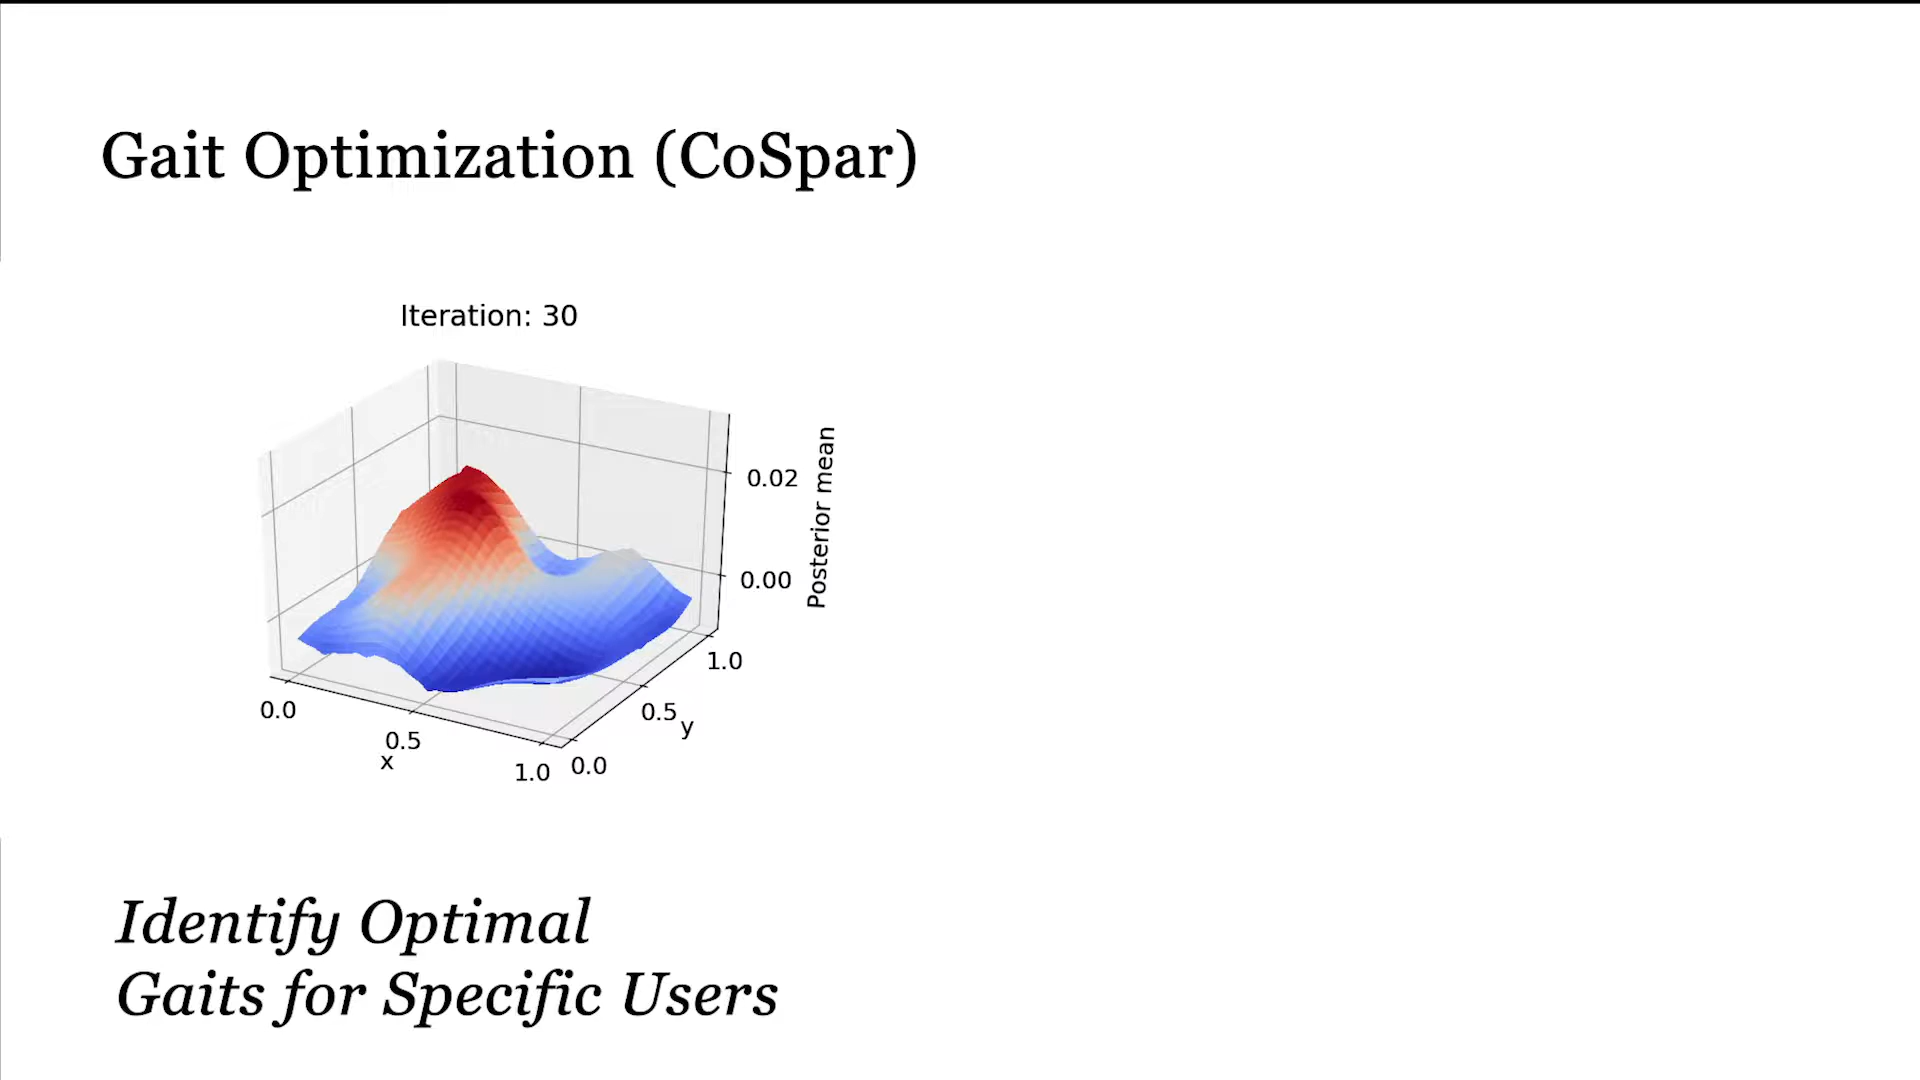 Gait Optimization (CoSpar)
Iteration: 30
0.02
0.00
Posterior mean
0.0
0.5
1.0
x
0.0
0.5
1.0
y
Identify Optimal
Gaits for Specific Users